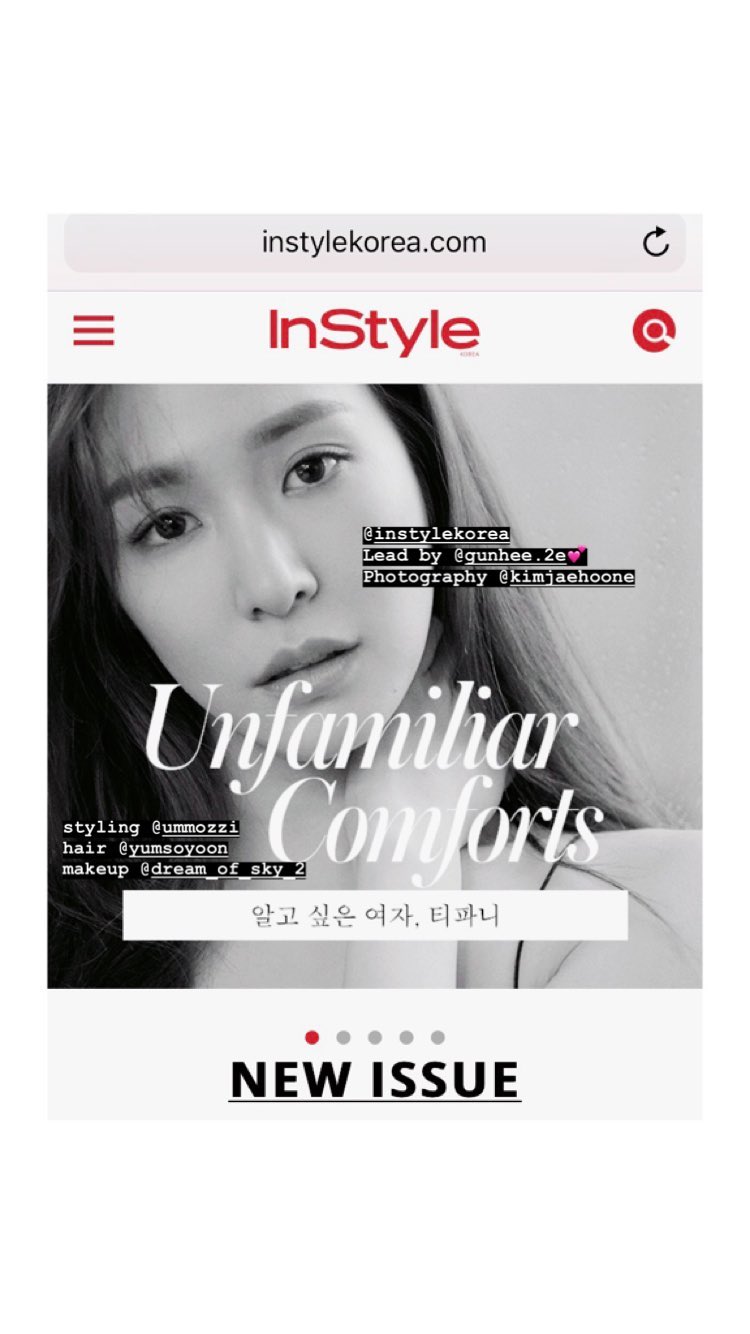 instylekorea.com
InStyle
KOREA
@instylekorea
Lead by @gunhee.2e💕
Photography @kimjaehoone
Unfamiliar
Comforts
styling @ummozzi
hair @yumsoyoon
makeup @dream_of_sky_2
알고 싶은 여자, 티파니
NEW ISSUE